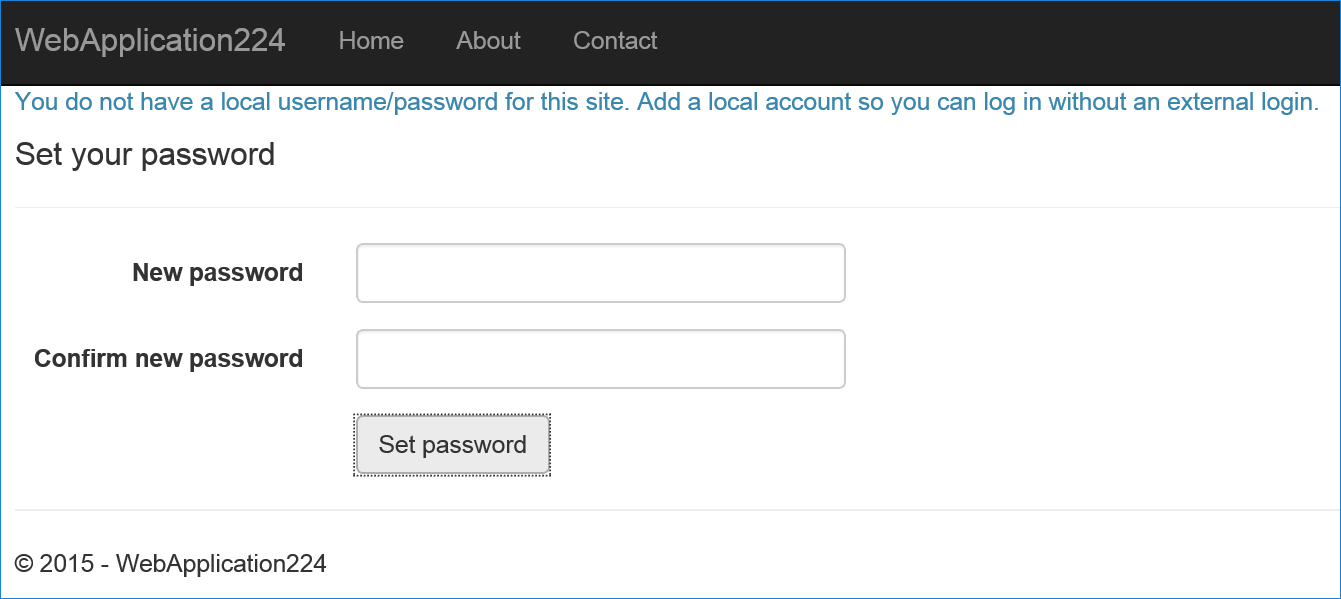 WebApplication224 Home About Contact
You do not have a local username/password for this site. Add a local account so you can log in without an external login.
Set your password
New password
Confirm new password
Set password
© 2015 - WebApplication224